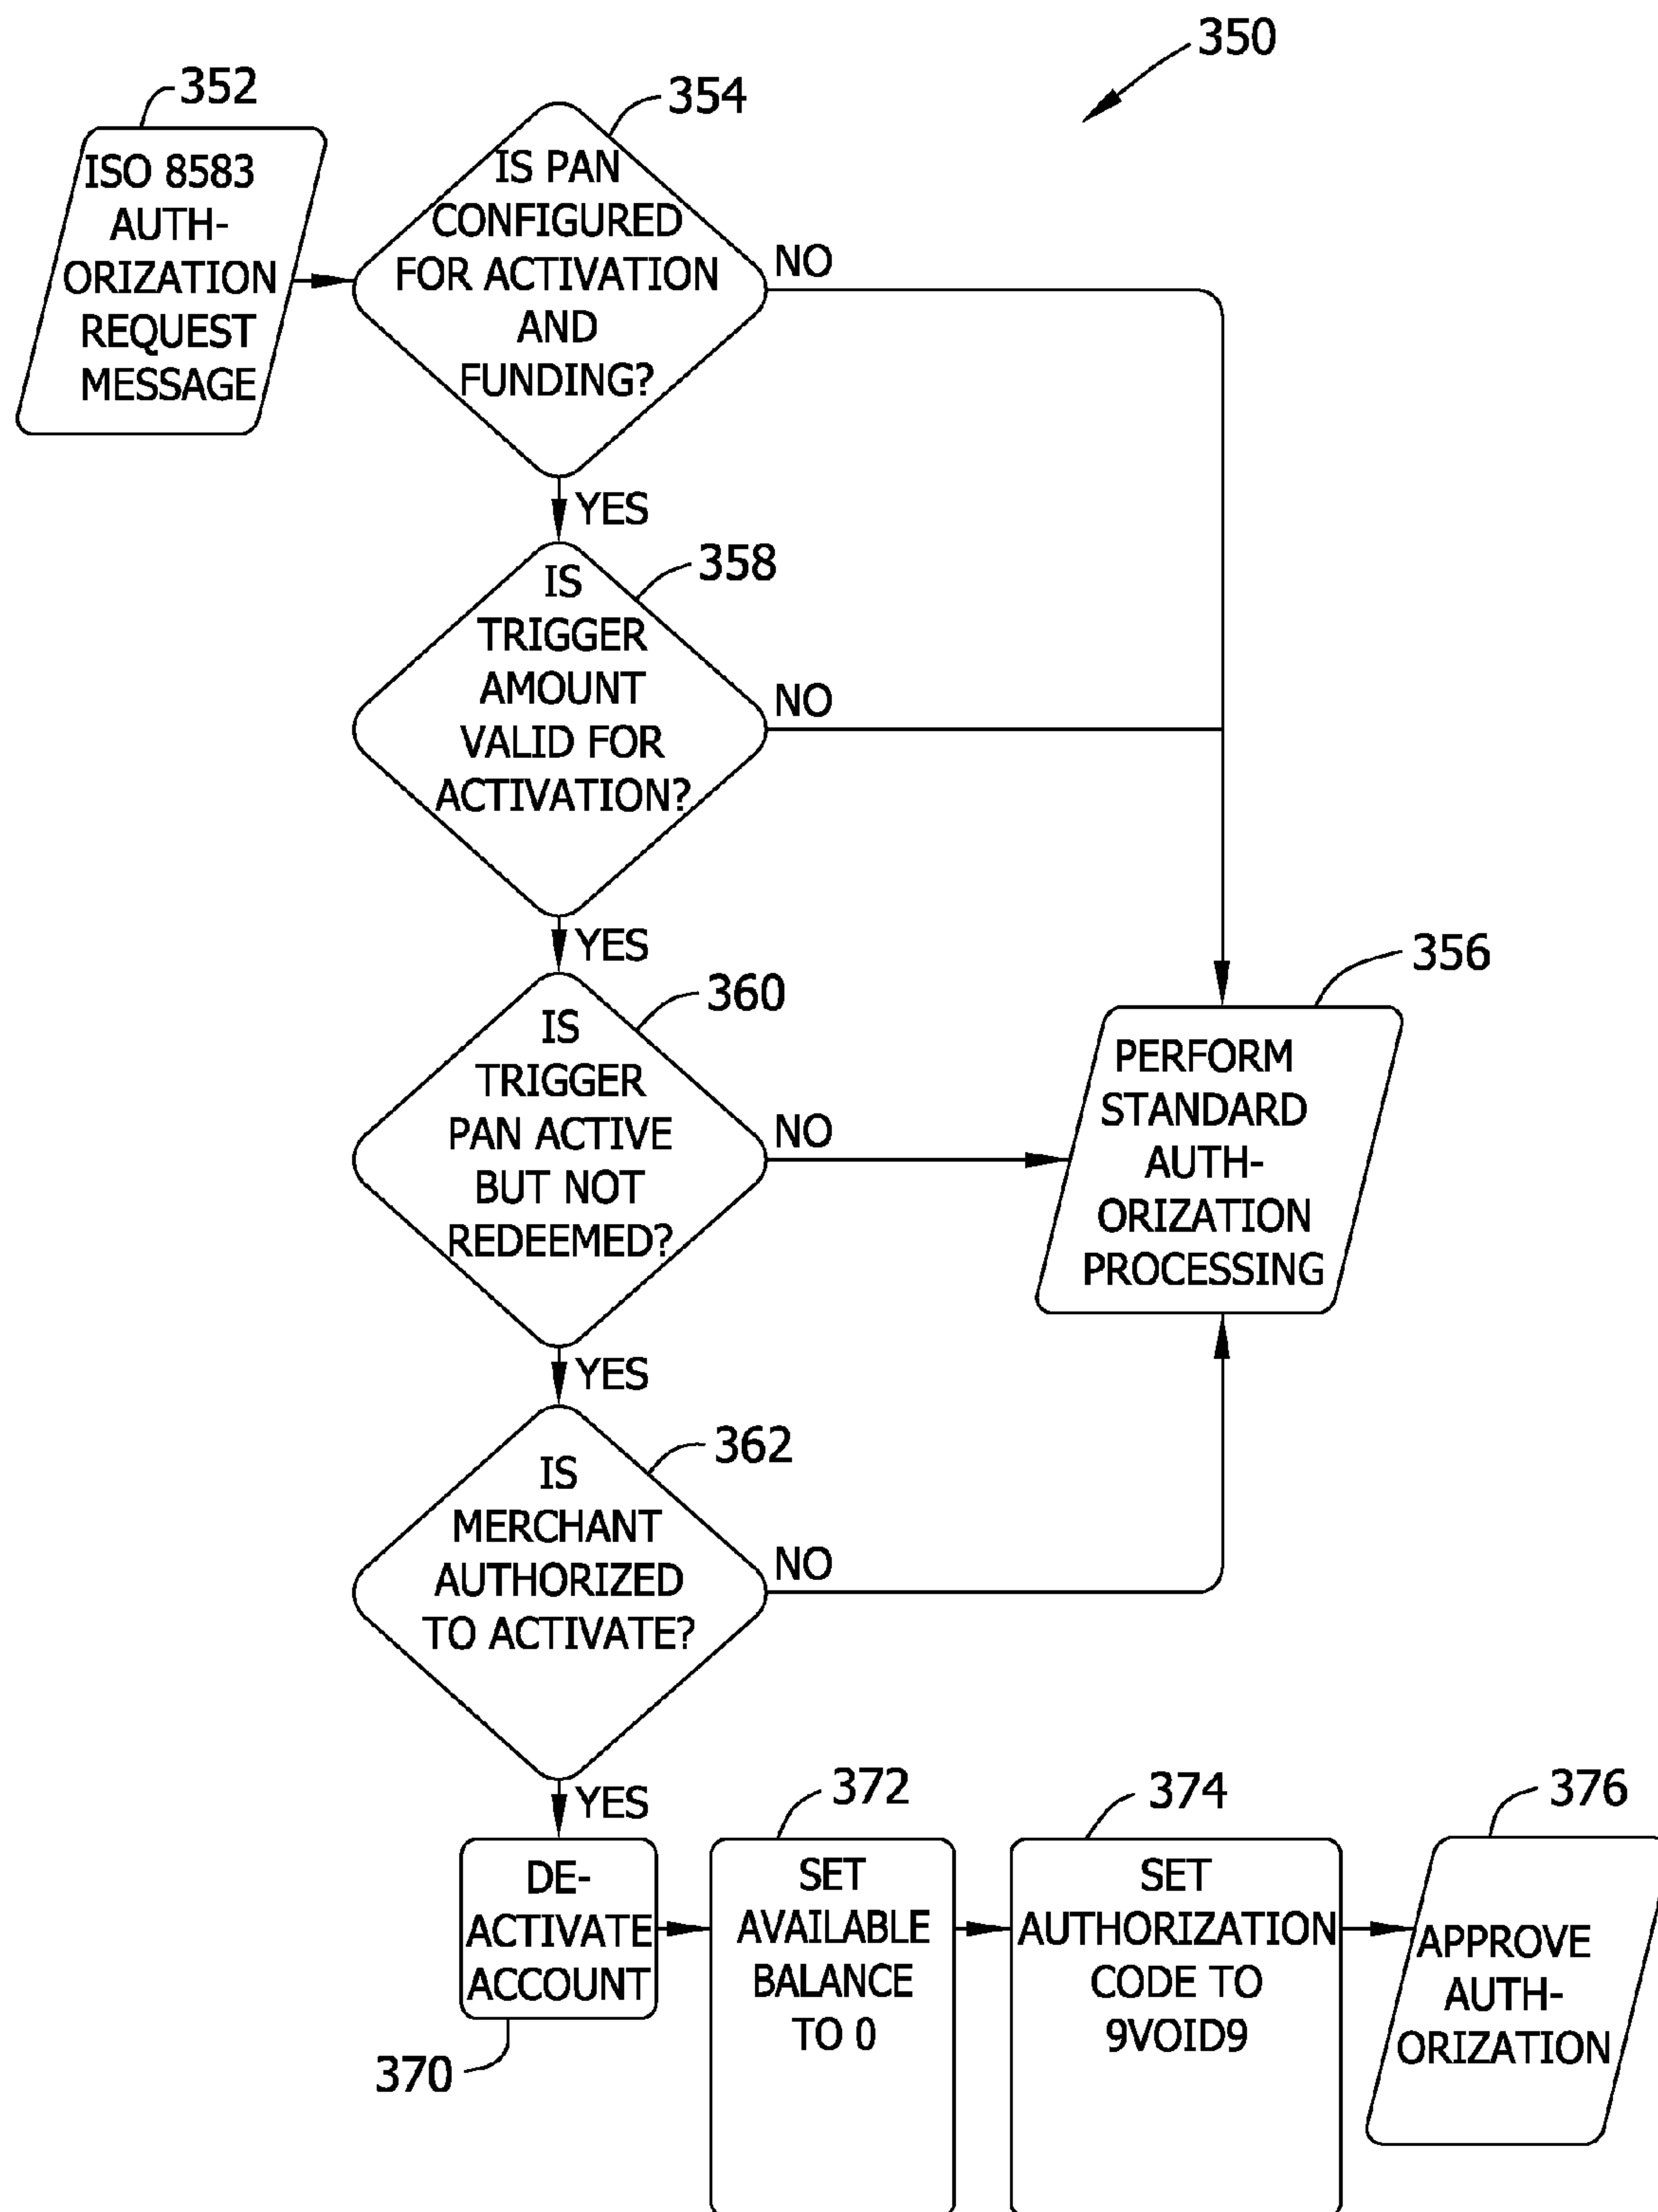 350
352
ISO 8583
AUTH-
ORIZATION
REQUEST
MESSAGE
354
IS PAN
CONFIGURED
FOR ACTIVATION
AND
FUNDING?
NO
YES
358
IS
TRIGGER
AMOUNT
VALID FOR
ACTIVATION?
NO
YES
356
PERFORM
STANDARD
AUTH-
ORIZATION
PROCESSING
360
IS
TRIGGER
PAN ACTIVE
BUT NOT
REDEEMED?
NO
YES
362
IS
MERCHANT
AUTHORIZED
TO ACTIVATE?
NO
YES
DE-
ACTIVATE
ACCOUNT
370
372
SET
AVAILABLE
BALANCE
TO 0
374
SET
AUTHORIZATION
CODE TO
9VOID9
376
APPROVE
AUTH-
ORIZATION